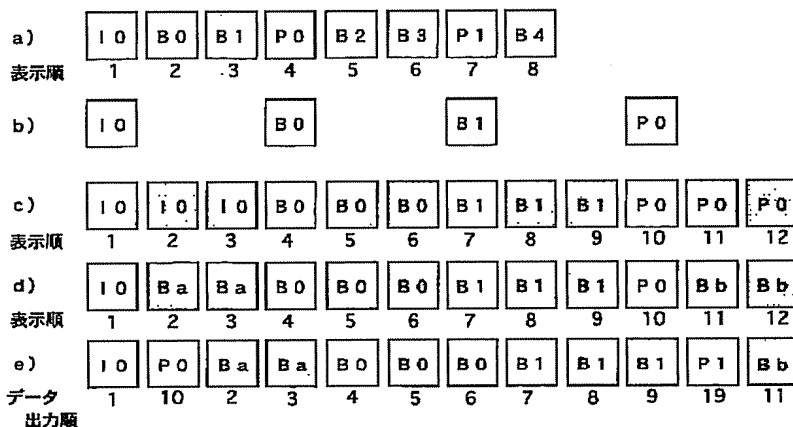 a) I0 B0 B1 P0 B2 B3 P1 B4
表示順 1 2 3 4 5 6 7 8
b) I0 B0 B1 P0
c) I0 I0 I0 B0 B0 B0 B1 B1 B1 P0 P0 P0
表示順 1 2 3 4 5 6 7 8 9 10 11 12
d) I0 Ba Ba B0 B0 B0 B1 B1 B1 P0 Bb Bb
表示順 1 2 3 4 5 6 7 8 9 10 11 12
e) I0 P0 Ba Ba B0 B0 B0 B1 B1 B1 P1 Bb
データ 1 10 2 3 4 5 6 7 8 9 19 11
出力順